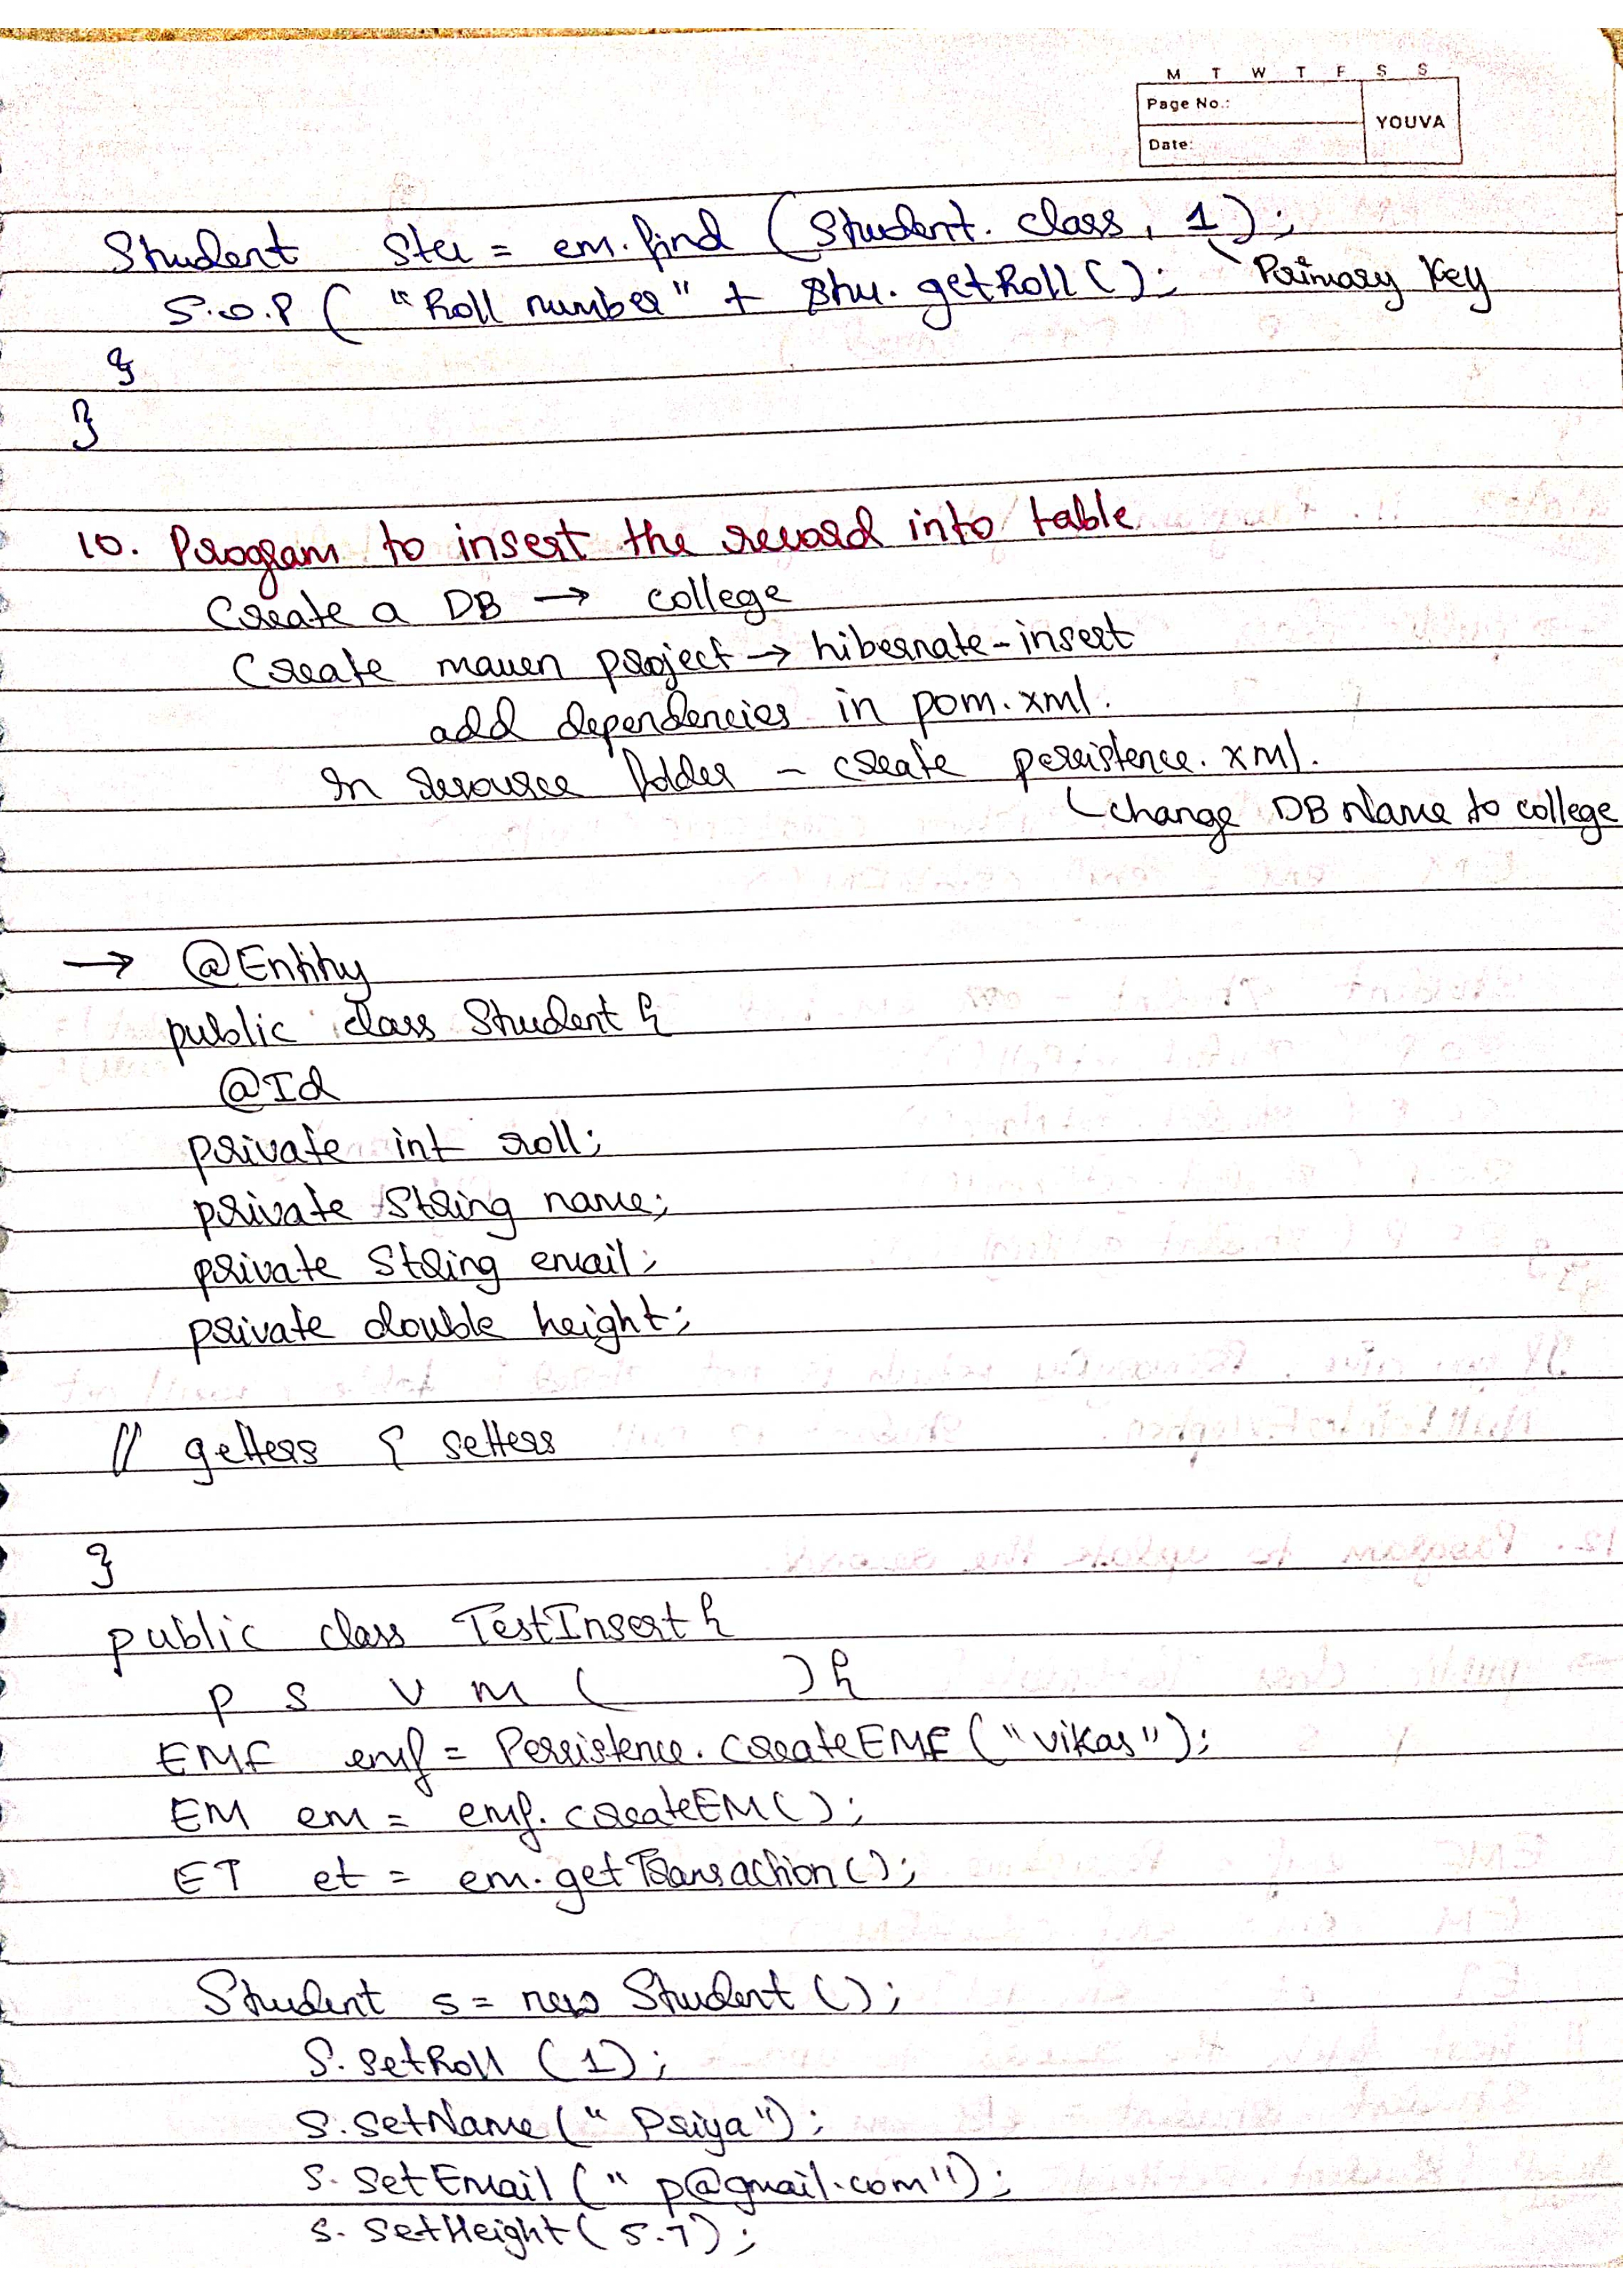 M T W T F S S
Page No.:
YOUVA
Date:
Student Stu = em.find (Student. class, 1);
Primary Key
S.O.P ( "Roll number" + Stu. getRoll();
}
}
10. Program to insert the record into table
Create a DB → college
Create maven project → hibernate-insert
add dependencies in pom.xml.
In resource folder - create persistence.xml.
change DB Name to college
→ @Entity
public class Student {
@Id
private int roll;
private String name;
private String email;
private double height;
// getters & setters
}
public class TestInsert {
p s v m ( ) {
EMF emf = Persistence.createEMF ("vikas");
EM em = emf.createEM();
ET et = em.getTransaction();
Student s = new Student ();
S.setRoll (1);
S.setName (" Priya");
S.SetEmail (" p@gmail.com");
S.SetHeight (5.7);